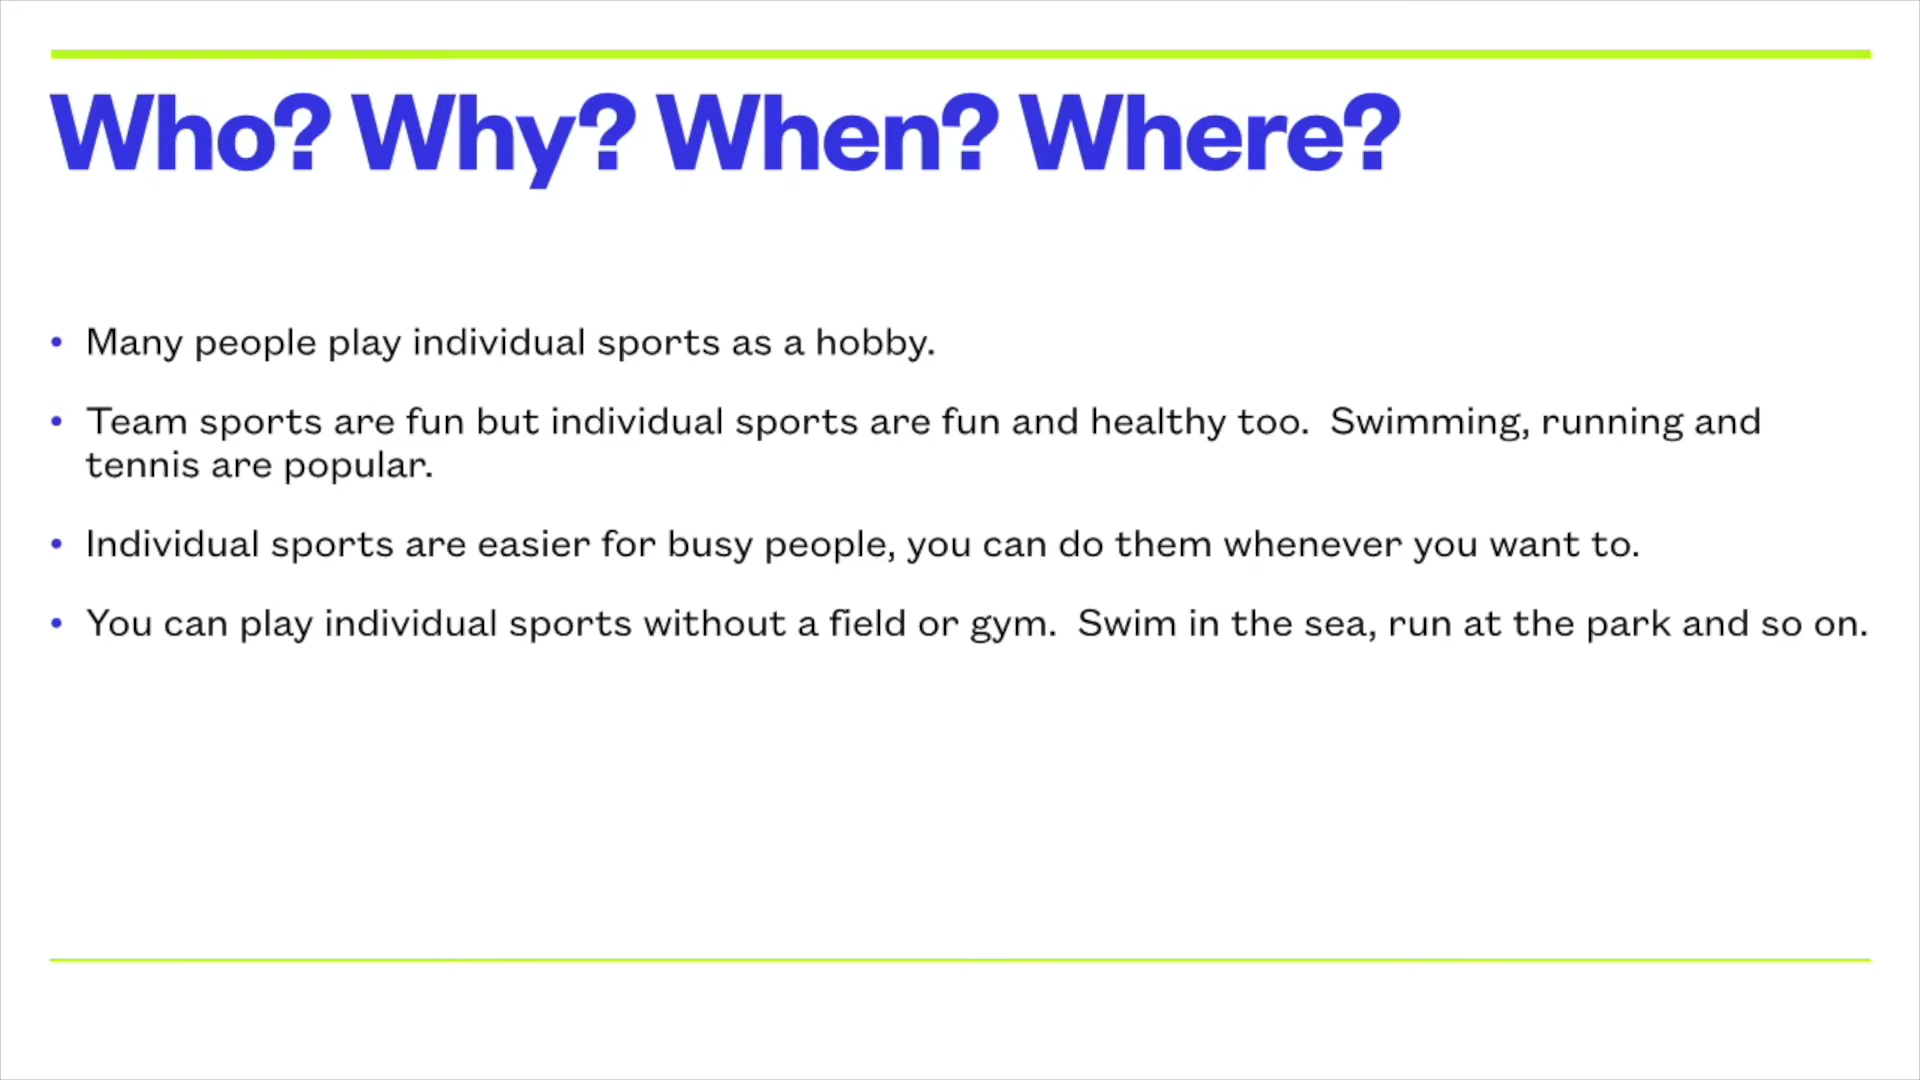 Who? Why? When? Where?
• Many people play individual sports as a hobby.
• Team sports are fun but individual sports are fun and healthy too.  Swimming, running and
tennis are popular.
• Individual sports are easier for busy people, you can do them whenever you want to.
• You can play individual sports without a field or gym.  Swim in the sea, run at the park and so on.